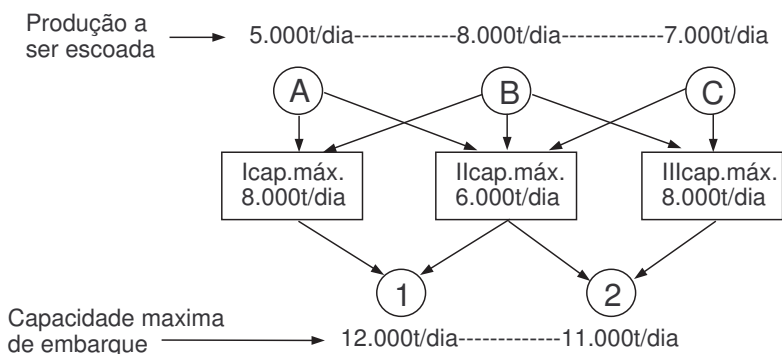 Produção a
ser escoada
5.000t/dia------------8.000t/dia------------7.000t/dia
A
B
C
Icap.máx.
8.000t/dia
IIcap.máx.
6.000t/dia
IIIcap.máx.
8.000t/dia
1
2
Capacidade maxima
de embarque
12.000t/dia-------------11.000t/dia